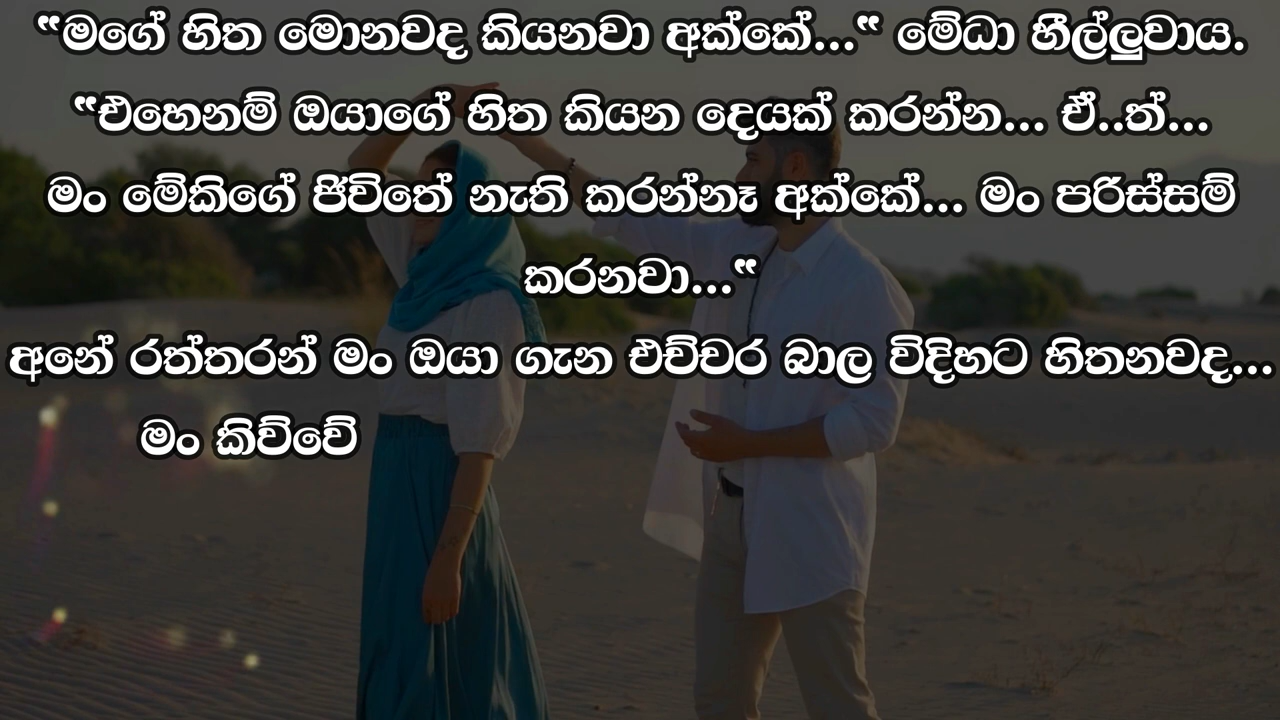 “මගේ හිත මොනවද කියනවා අක්කේ...“ මේධා හීල්ලුවාය.
“එහෙනම් ඔයාගේ හිත කියන දෙයක් කරන්න... ඒ..ත්...
මං මේකිගේ ජීවිතේ නැති කරන්නෑ අක්කේ... මං පරිස්සම්
කරනවා...“
අනේ රත්තරන් මං ඔයා ගැන එච්චර බාල විදිහට හිතනවද...
මං කිව්වේ